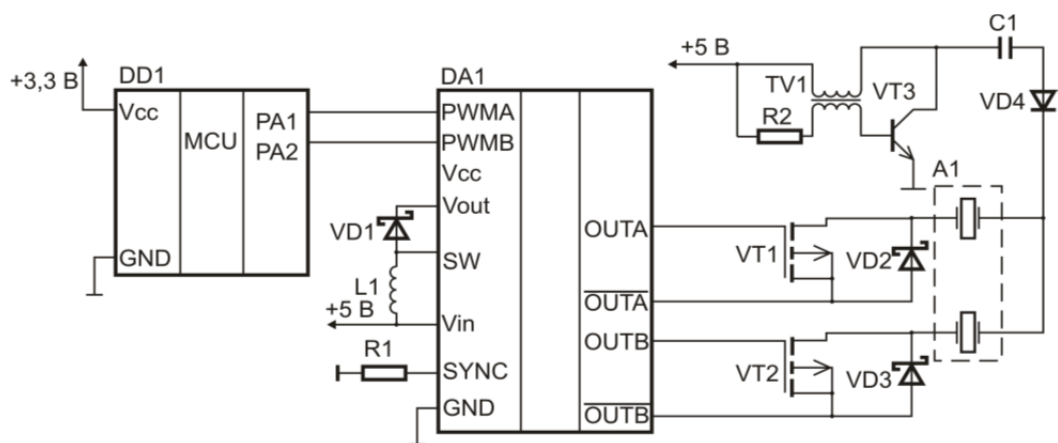 +3,3 В
DD1
Vcc
MCU
PA1
PA2
GND
DA1
PWMA
PWMB
Vcc
Vout
VD1
SW
L1
+5 В
Vin
R1
SYNC
GND
OUTA
OUTA
OUTB
OUTB
+5 В
TV1
R2
VT3
C1
VD4
A1
VT1
VD2
VT2
VD3